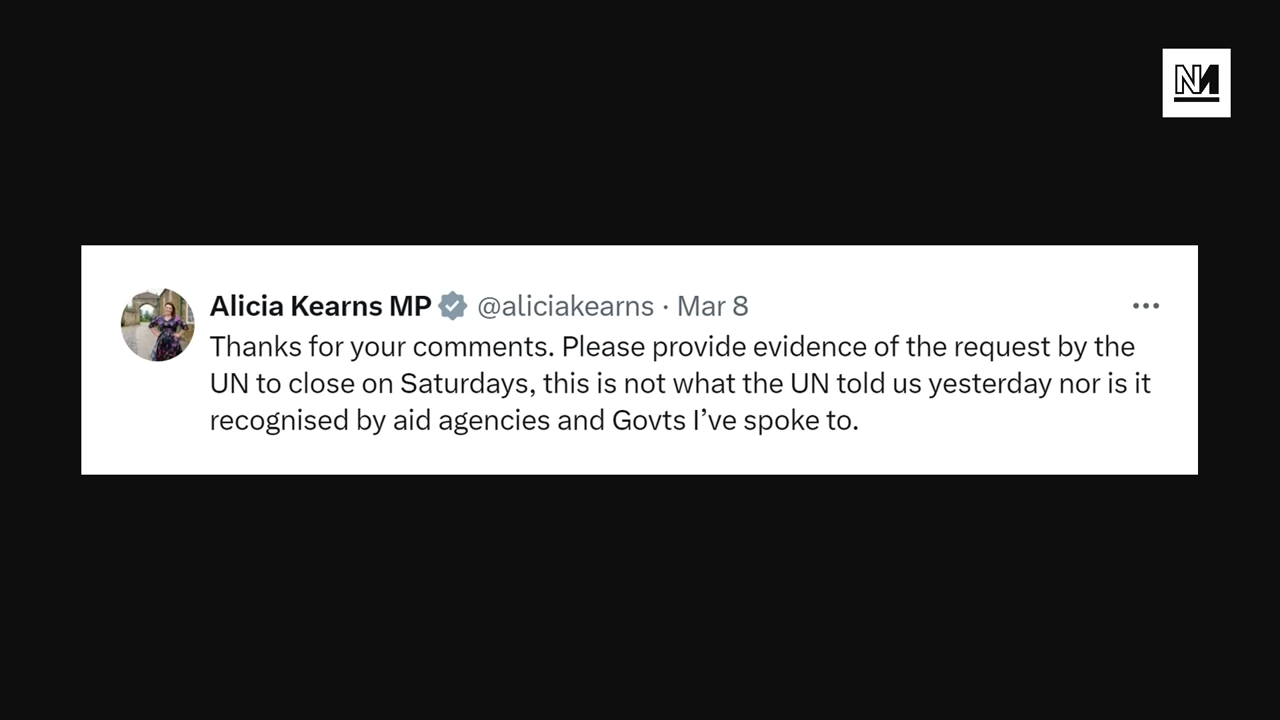 NM
Alicia Kearns MP @aliciakearns · Mar 8
Thanks for your comments. Please provide evidence of the request by the
UN to close on Saturdays, this is not what the UN told us yesterday nor is it
recognised by aid agencies and Govts I’ve spoke to.